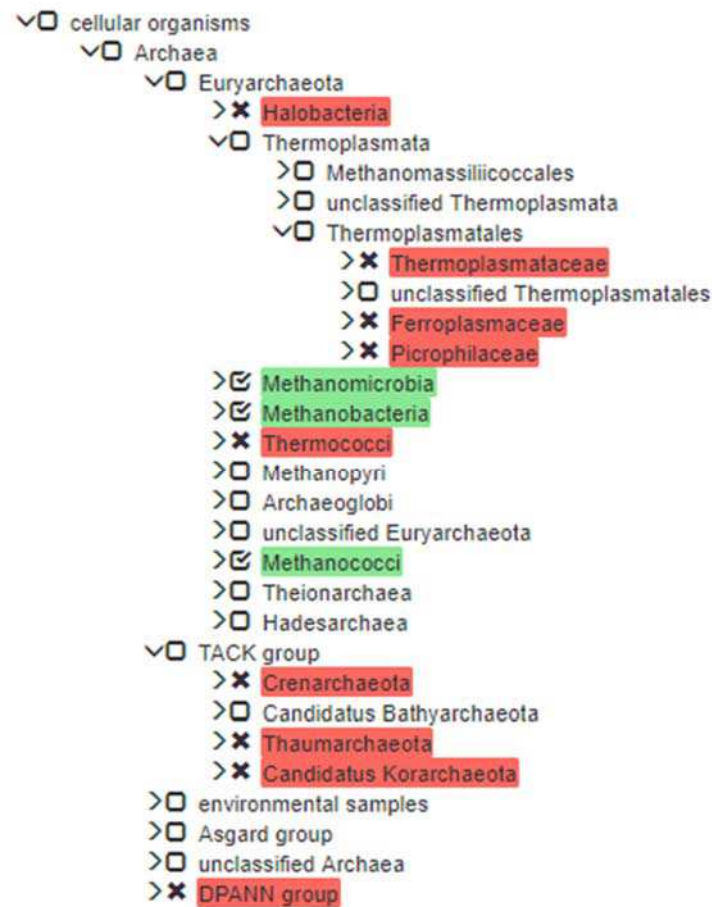 cellular organisms
Archaea
Euryarchaeota
Halobacteria
Thermoplasmata
Methanomassiliicoccales
unclassified Thermoplasmata
Thermoplasmatales
Thermoplasmataceae
unclassified Thermoplasmatales
Ferroplasmaceae
Picrophilaceae
Methanomicrobia
Methanobacteria
Thermococci
Methanopyri
Archaeoglobi
unclassified Euryarchaeota
Methanococci
Theionarchaea
Hadesarchaea
TACK group
Crenarchaeota
Candidatus Bathyarchaeota
Thaumarchaeota
Candidatus Korarchaeota
environmental samples
Asgard group
unclassified Archaea
DPANN group